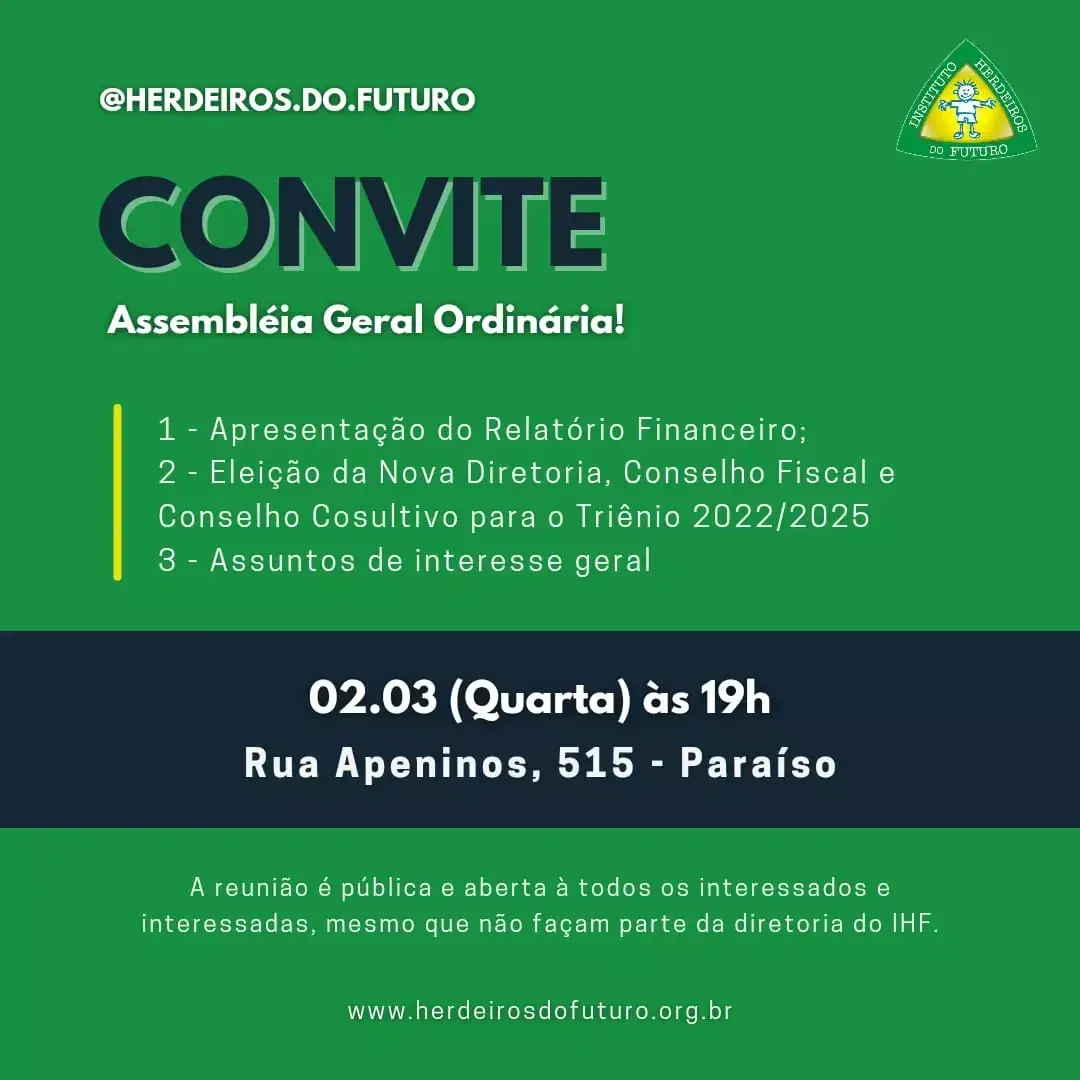 @HERDEIROS.DO.FUTURO
INSTITUTO HERDEIROS
DO FUTURO
CONVITE
Assembléia Geral Ordinária!
1 - Apresentação do Relatório Financeiro;
2 - Eleição da Nova Diretoria, Conselho Fiscal e
Conselho Cosultivo para o Triênio 2022/2025
3 - Assuntos de interesse geral
02.03 (Quarta) às 19h
Rua Apeninos, 515 - Paraíso
A reunião é pública e aberta à todos os interessados e
interessadas, mesmo que não façam parte da diretoria do IHF.
www.herdeirosdofuturo.org.br